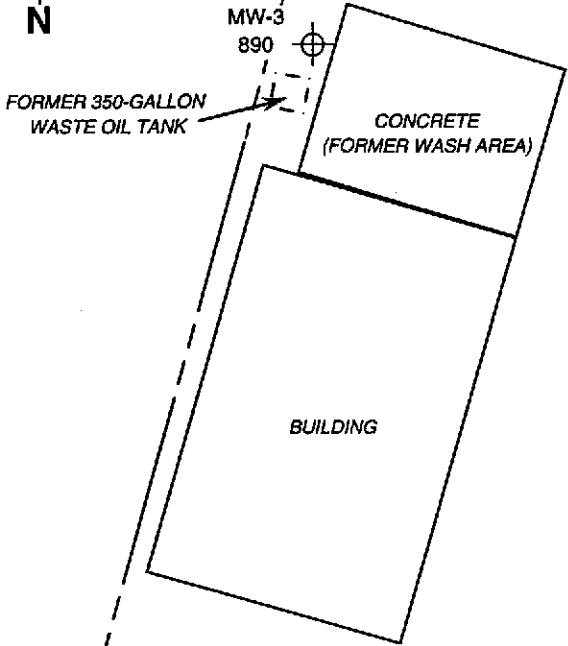 N
MW-3
890
FORMER 350-GALLON
WASTE OIL TANK
CONCRETE
(FORMER WASH AREA)
BUILDING